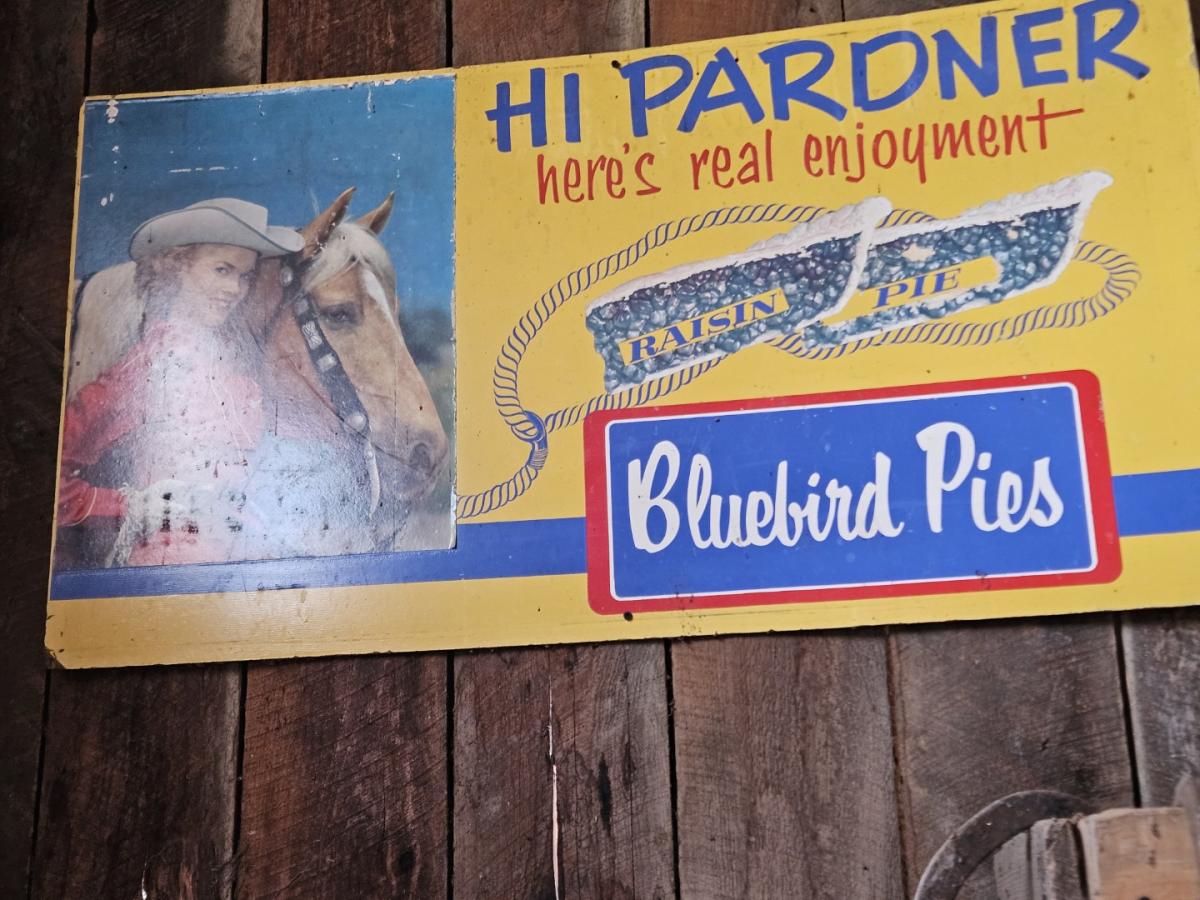 HI PARDNER
here's real enjoyment
RAISIN PIE
Bluebird Pies